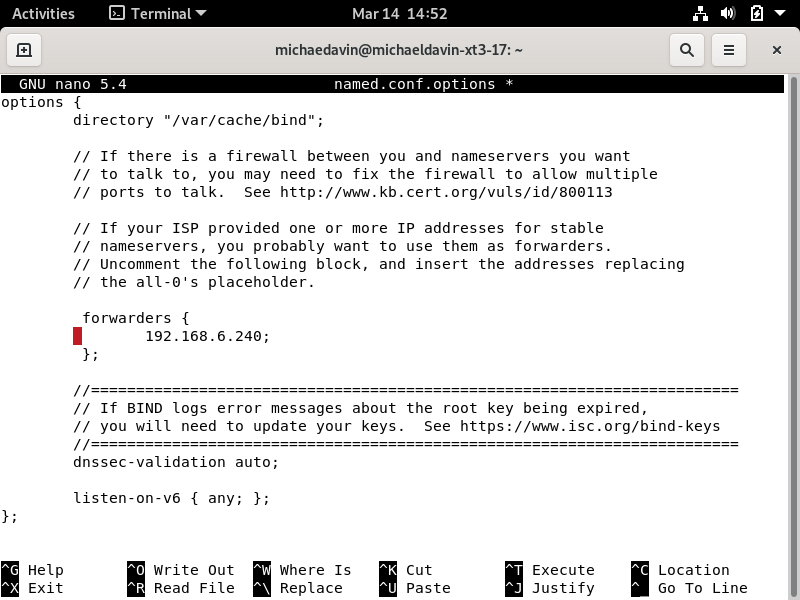 Activities Terminal Mar 14 14:52
michaedavin@michaeldavin-xt3-17: ~
GNU nano 5.4 named.conf.options *
options {
directory "/var/cache/bind";
// If there is a firewall between you and nameservers you want
// to talk to, you may need to fix the firewall to allow multiple
// ports to talk.  See http://www.kb.cert.org/vuls/id/800113
// If your ISP provided one or more IP addresses for stable
// nameservers, you probably want to use them as forwarders.
// Uncomment the following block, and insert the addresses replacing
// the all-0's placeholder.
forwarders {
192.168.6.240;
};
//========================================================================
// If BIND logs error messages about the root key being expired,
// you will need to update your keys.  See https://www.isc.org/bind-keys
//========================================================================
dnssec-validation auto;
listen-on-v6 { any; };
};
^G Help ^O Write Out ^W Where Is ^K Cut ^T Execute ^C Location
^X Exit ^R Read File ^\ Replace ^U Paste ^J Justify ^_ Go To Line